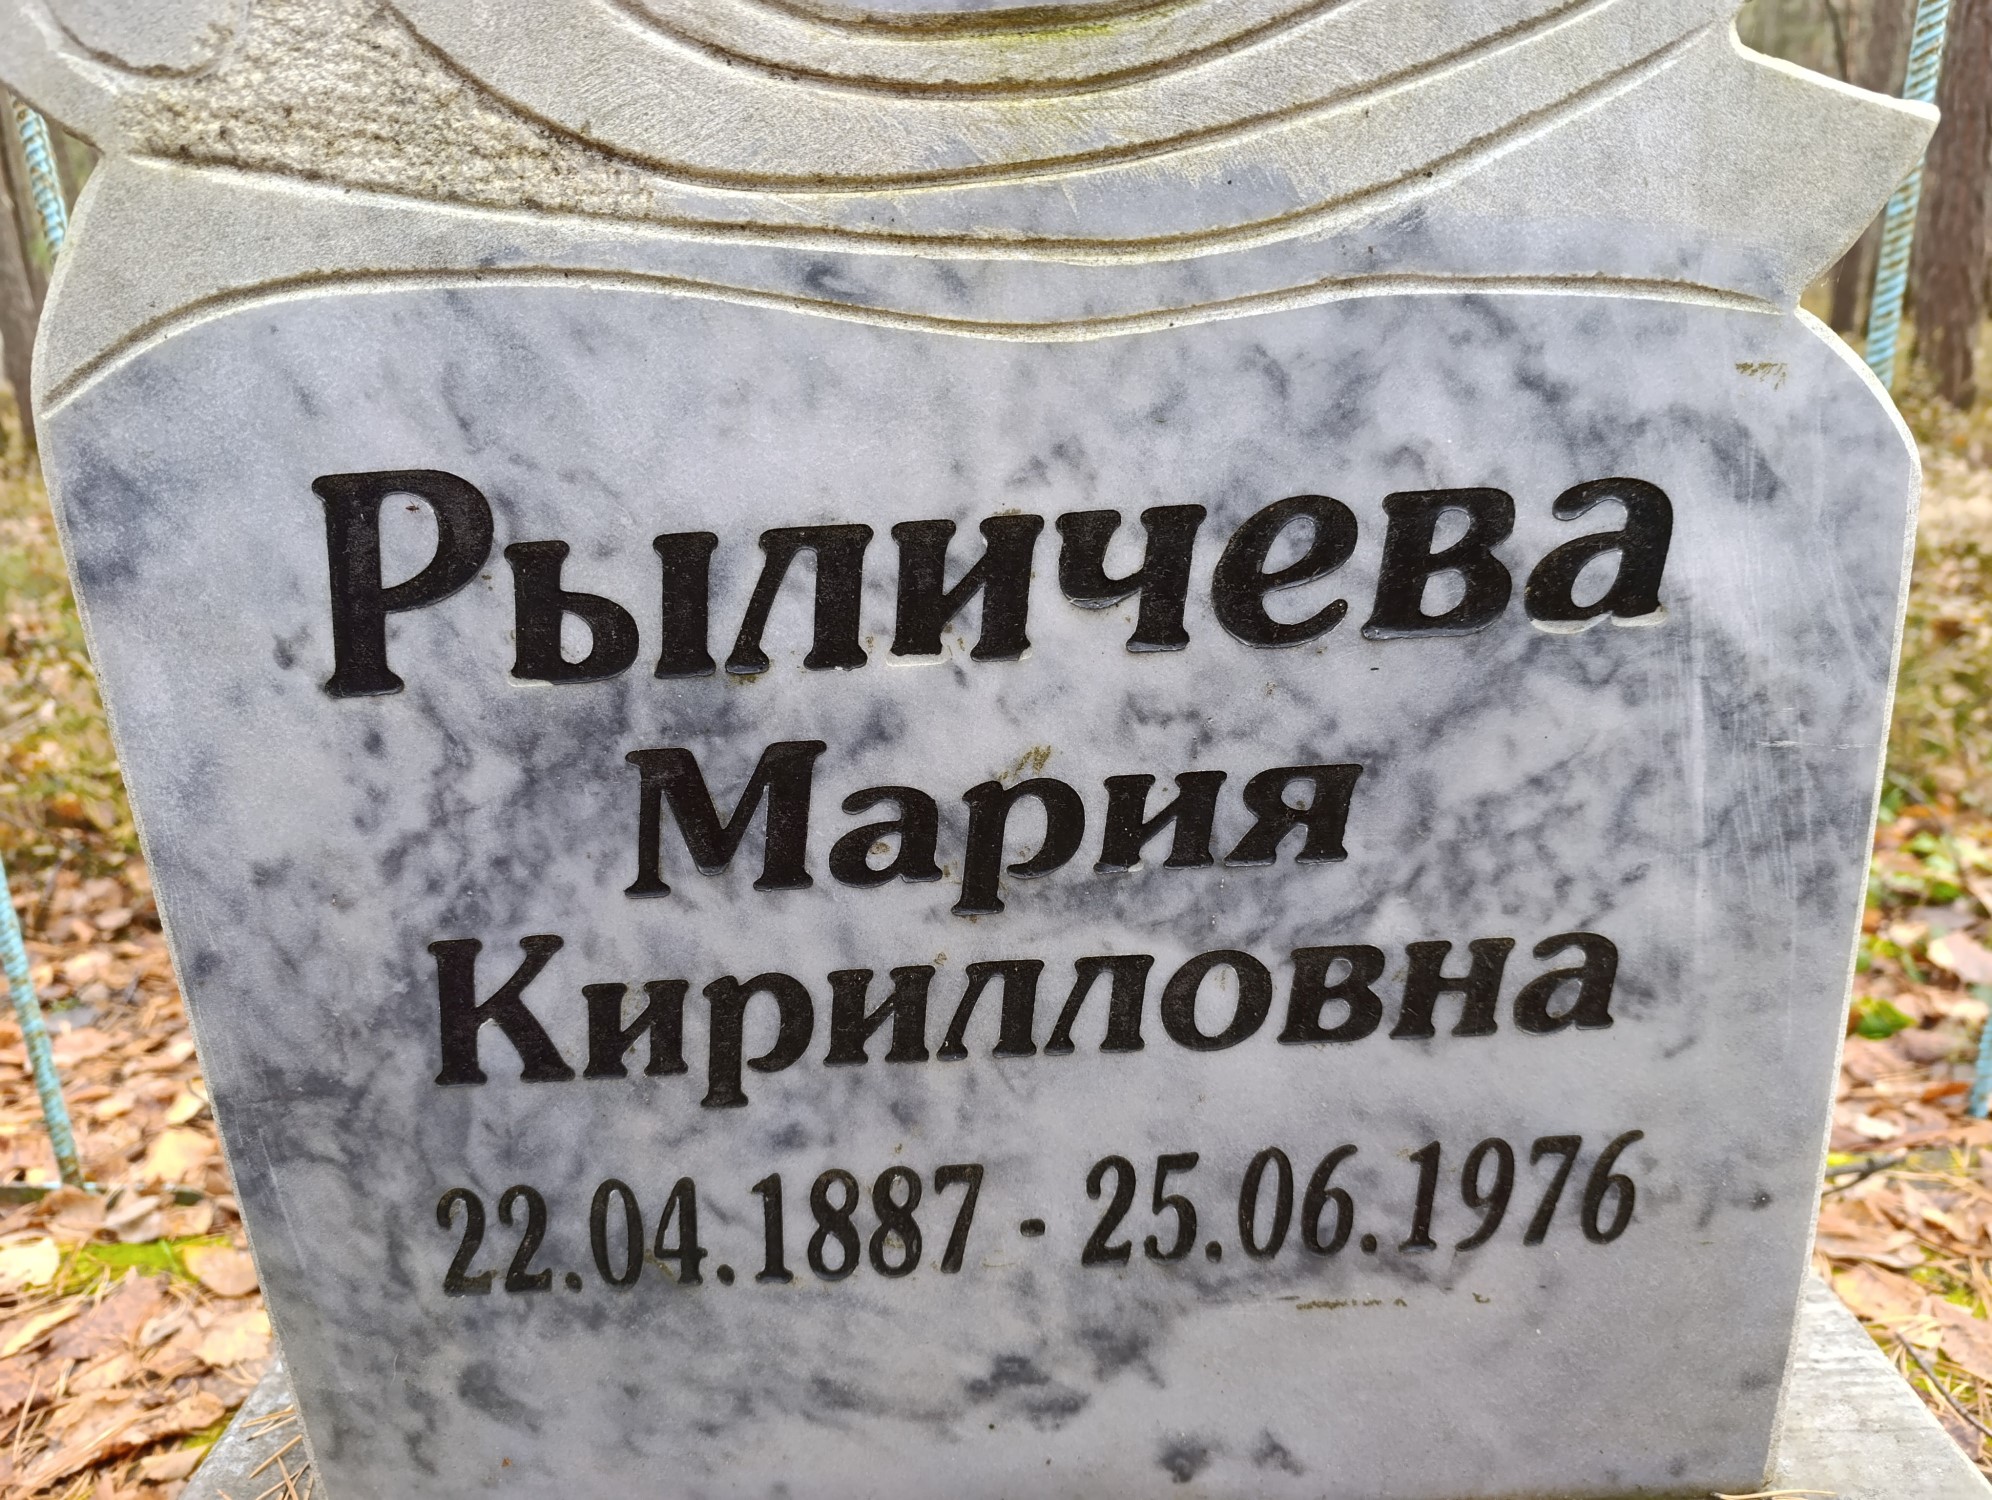 Рыличева
Мария
Кирилловна
22.04.1887 - 25.06.1976